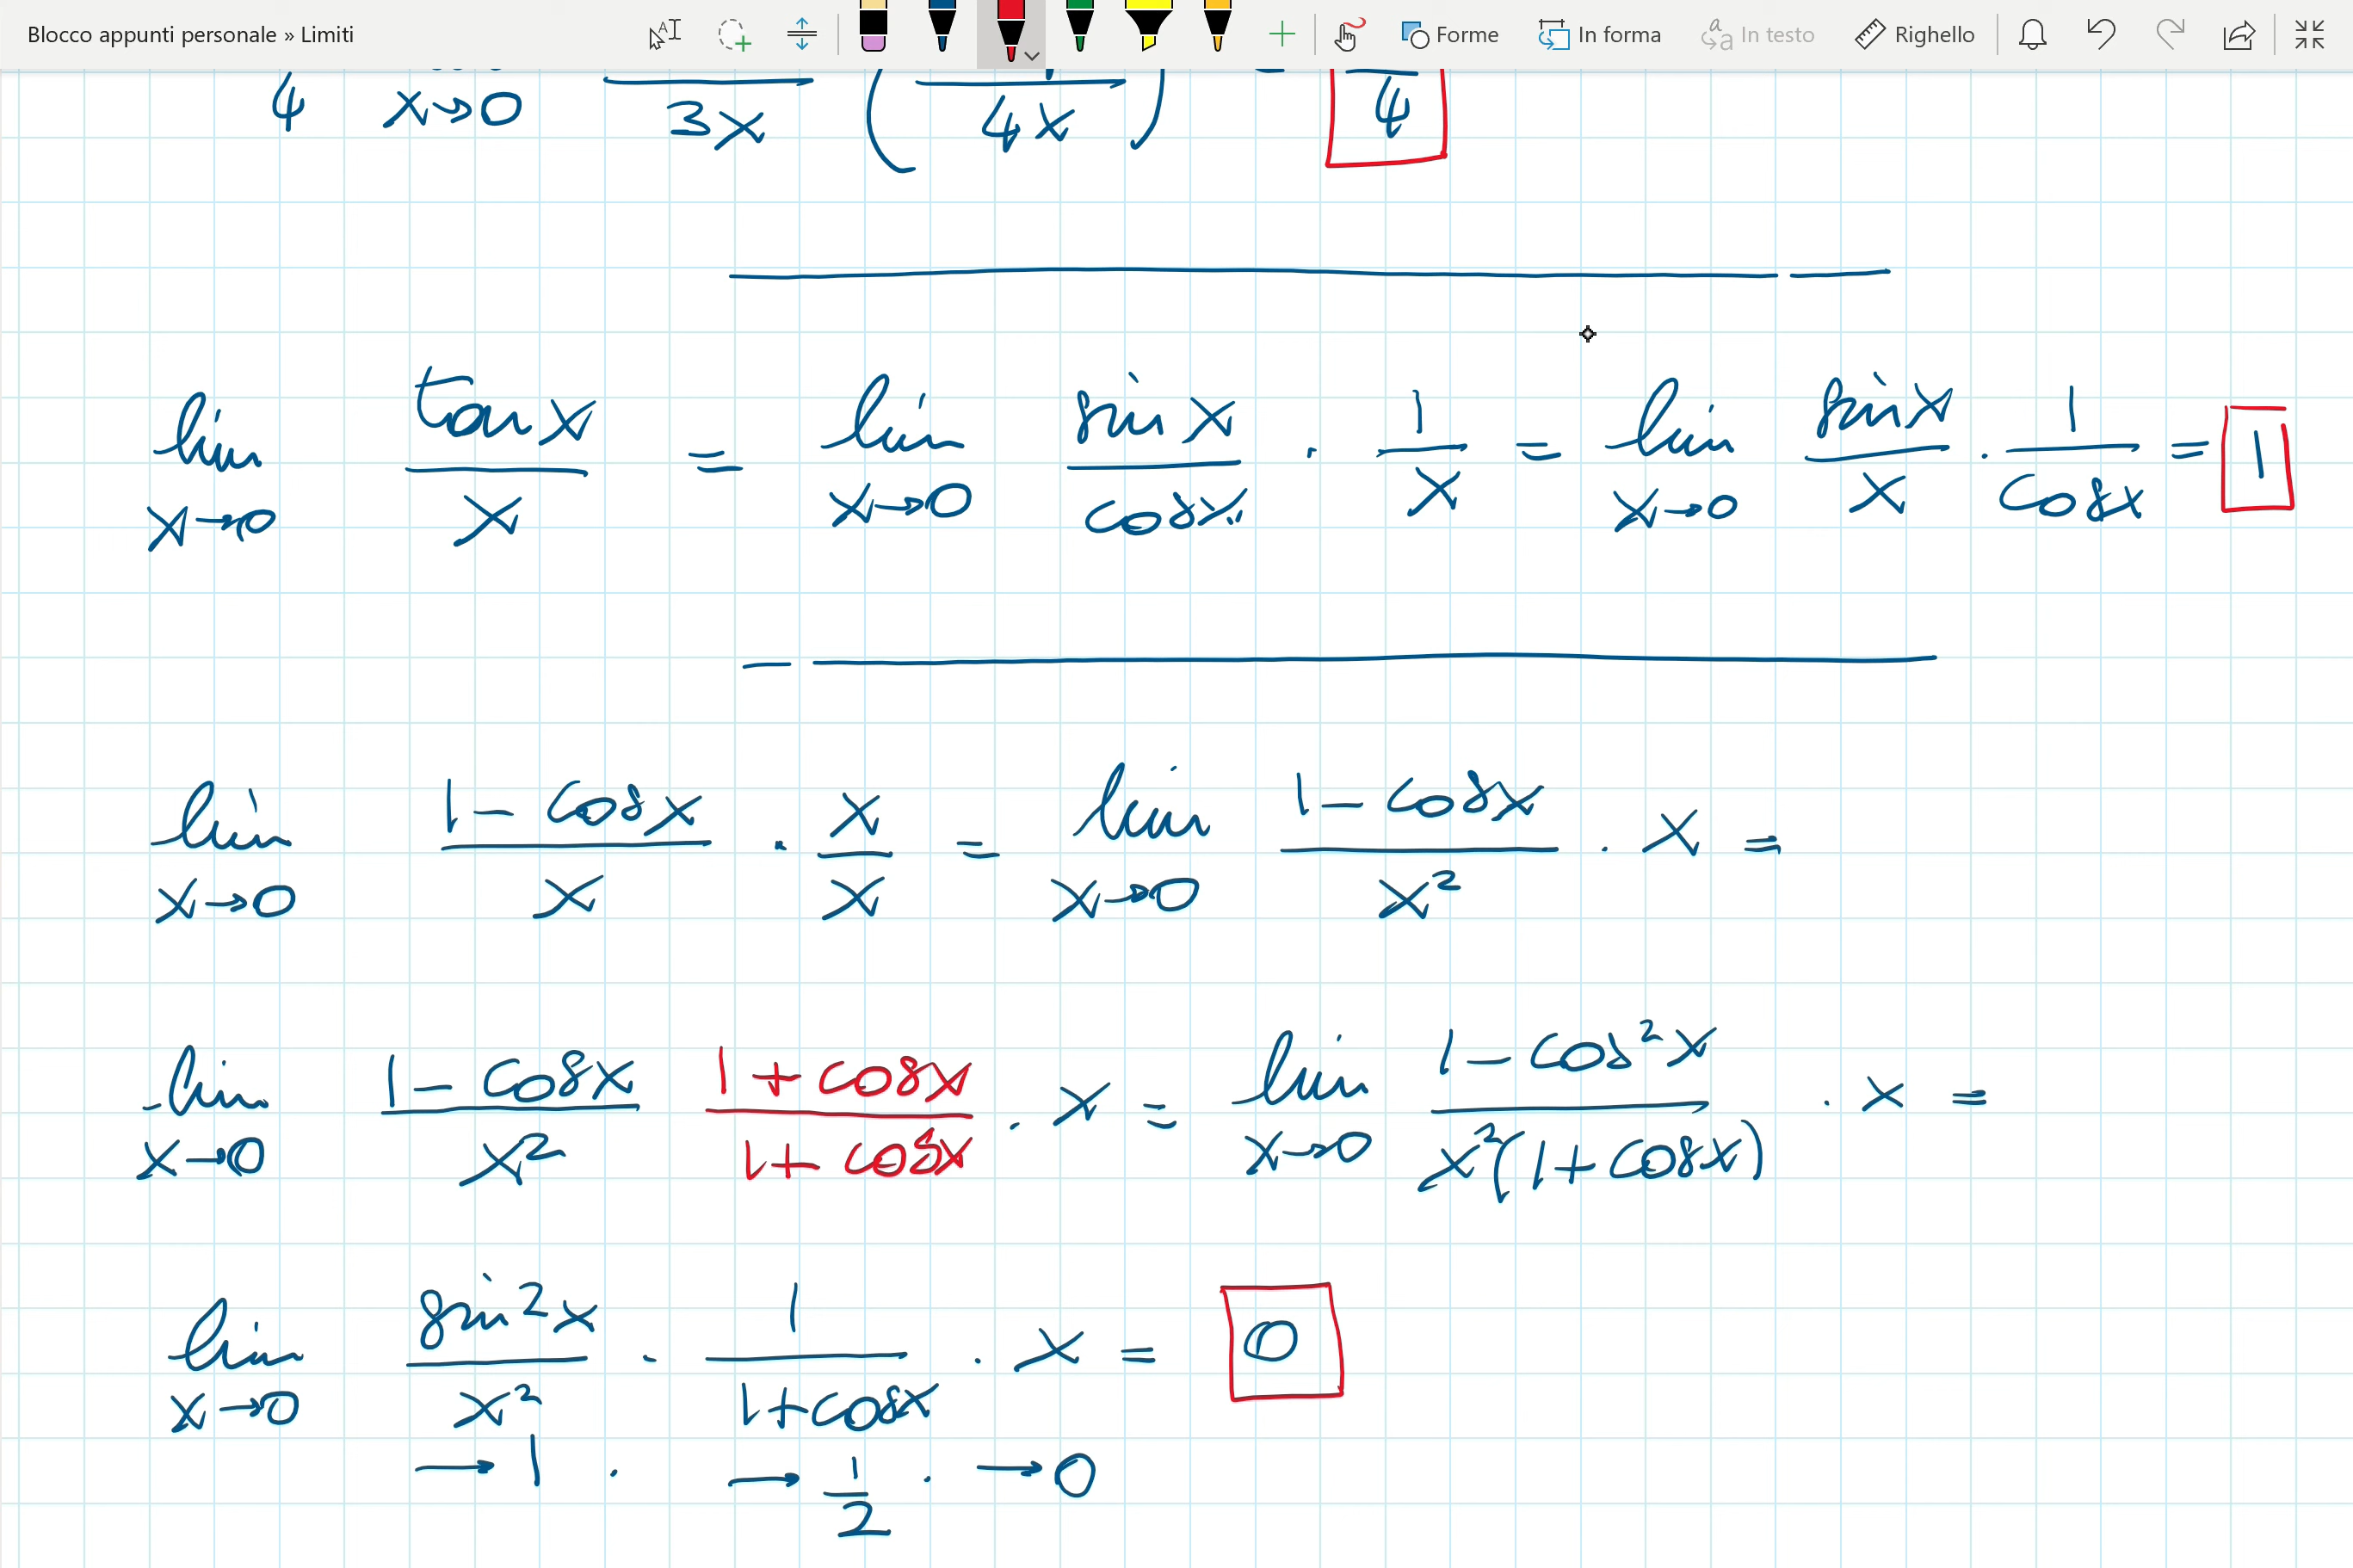 Blocco appunti personale » Limiti Forme In forma In testo Righello
4 x→0 3x ( 4x ) 4
lim x→0 tan x / x = lim x→0 sin x / cos x · 1/x = lim x→0 sin x / x · 1 / cos x = 1
lim x→0 1 - cos x / x · x/x = lim x→0 1 - cos x / x² · x =
lim x→0 1 - cos x / x² 1 + cos x / 1 + cos x · x = lim x→0 1 - cos² x / x²(1 + cos x) · x =
lim x→0 sin² x / x² · 1 / 1 + cos x · x = 0
→ 1 · → 1/2 · → 0